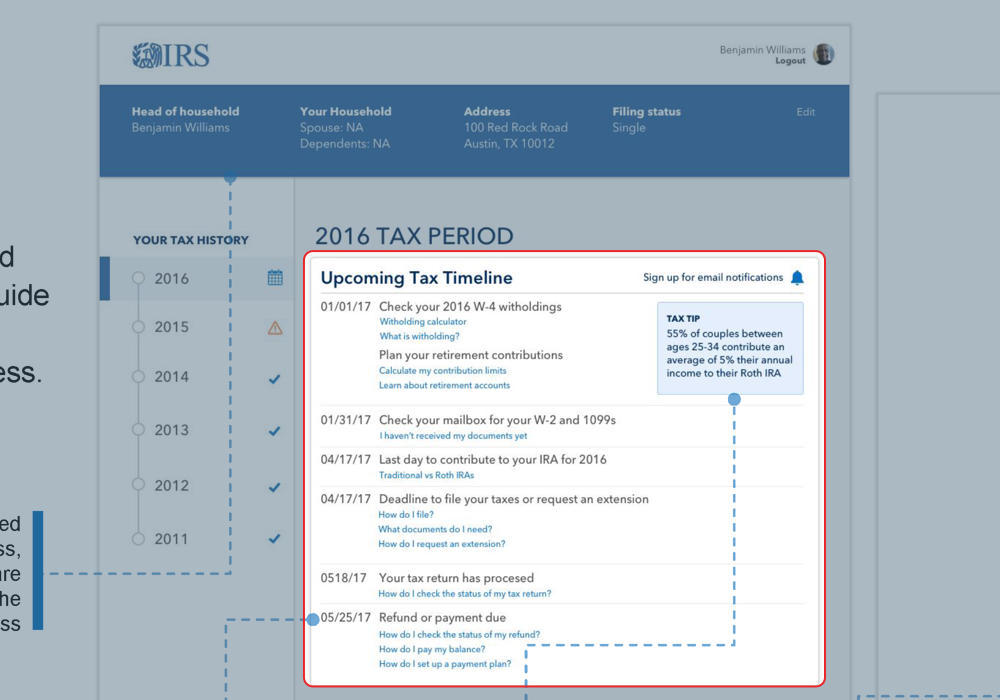 IRS
Benjamin Williams
Logout
Head of household
Benjamin Williams
Your Household
Spouse: NA
Dependents: NA
Address
100 Red Rock Road
Austin, TX 10012
Filing status
Single
Edit
d
uide
ess.
ed
ss,
are
he
ss
YOUR TAX HISTORY
2016
2015
2014
2013
2012
2011
2016 TAX PERIOD
Upcoming Tax Timeline
Sign up for email notifications
01/01/17 Check your 2016 W-4 witholdings
Witholding calculator
What is witholding?
Plan your retirement contributions
Calculate my contribution limits
Learn about retirement accounts
TAX TIP
55% of couples between
ages 25-34 contribute an
average of 5% their annual
income to their Roth IRA
01/31/17 Check your mailbox for your W-2 and 1099s
I haven't received my documents yet
04/17/17 Last day to contribute to your IRA for 2016
Traditional vs Roth IRAs
04/17/17 Deadline to file your taxes or request an extension
How do I file?
What documents do I need?
How do I request an extension?
0518/17 Your tax return has procesed
How do I check the status of my tax return?
05/25/17 Refund or payment due
How do I check the status of my refund?
How do I pay my balance?
How do I set up a payment plan?